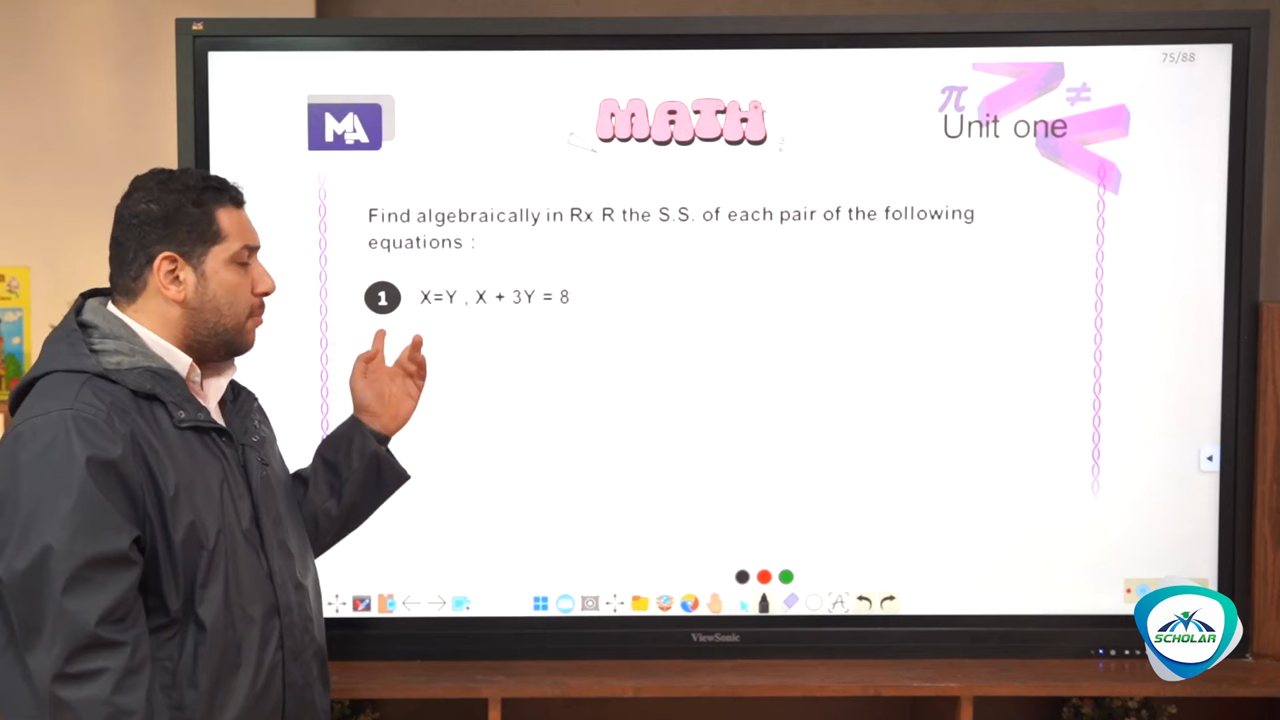 75/88
MA
MATH
π ≠
Unit one
Find algebraically in Rx R the S.S. of each pair of the following
equations :
1 X=Y , X + 3Y = 8
A
ViewSonic
SCHOLAR